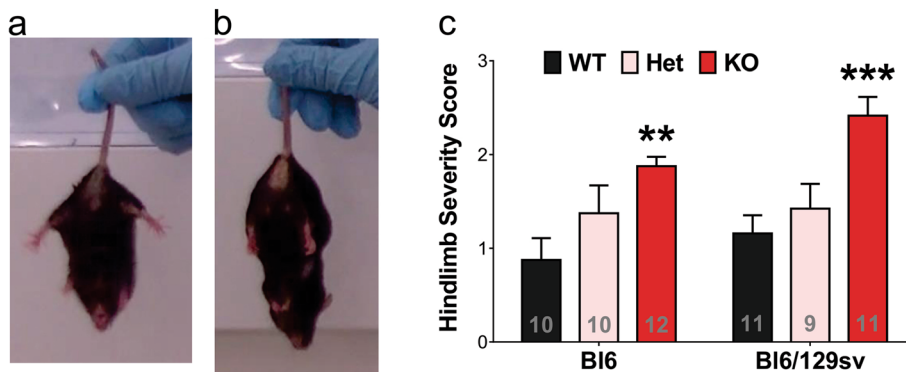 a
b
c
Hindlimb Severity Score
3
2
1
0
WT Het KO
**
***
10 10 12 11 9 11
Bl6 Bl6/129sv